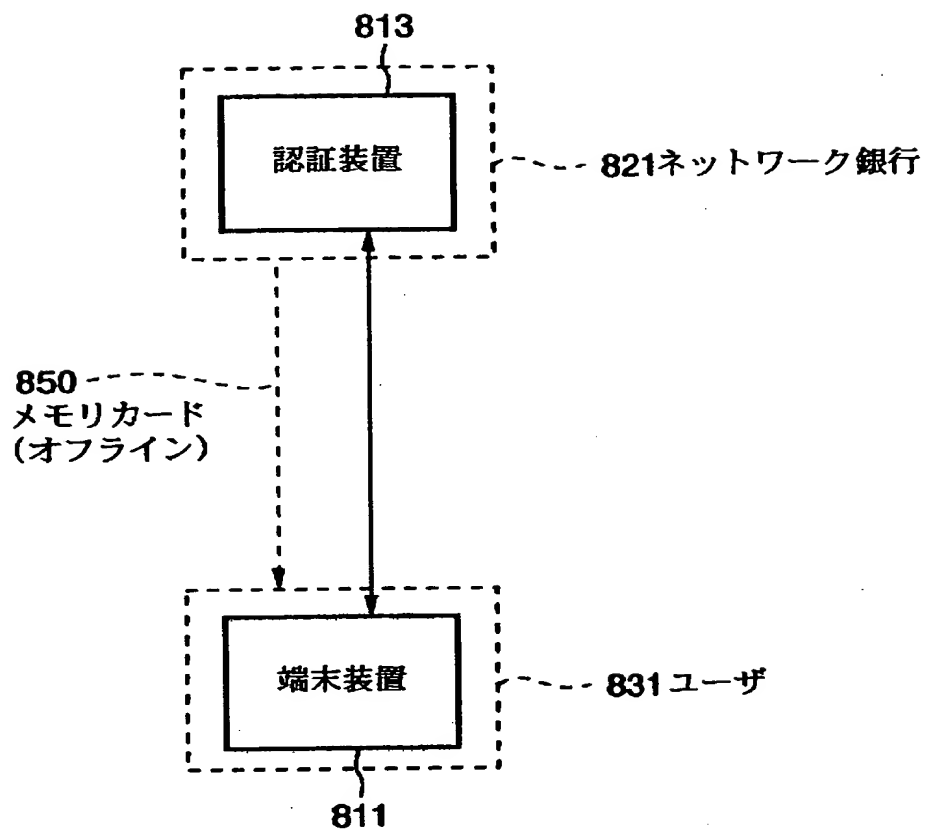 813
認証装置
821ネットワーク銀行
850
メモリカード
(オフライン)
端末装置
831ユーザ
811